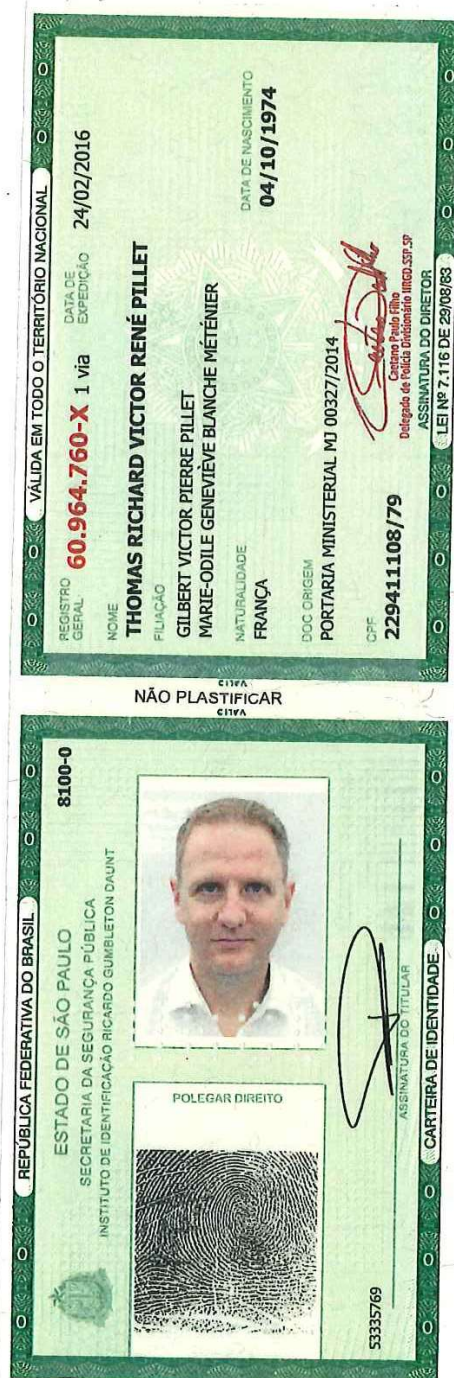 VÁLIDA EM TODO O TERRITÓRIO NACIONAL
REGISTRO GERAL 60.964.760-X 1 via DATA DE EXPEDIÇÃO 24/02/2016
NOME
THOMAS RICHARD VICTOR RENÉ PILLET
FILIAÇÃO
GILBERT VICTOR PIERRE PILLET
MARIE-ODILE GENEVIÈVE BLANCHE MÉTÉNIER
NATURALIDADE
FRANÇA
DATA DE NASCIMENTO
04/10/1974
DOC ORIGEM
PORTARIA MINISTERIAL MJ 00327/2014
CPF
229411108/79
Caetano Paulo Filho
Delegado de Polícia Divisionário IIRGD.SSP.SP
ASSINATURA DO DIRETOR
LEI Nº 7.116 DE 29/08/83
NÃO PLASTIFICAR
REPÚBLICA FEDERATIVA DO BRASIL
8100-0
ESTADO DE SÃO PAULO
SECRETARIA DA SEGURANÇA PÚBLICA
INSTITUTO DE IDENTIFICAÇÃO RICARDO GUMBLETON DAUNT
POLEGAR DIREITO
53335769
ASSINATURA DO TITULAR
CARTEIRA DE IDENTIDADE